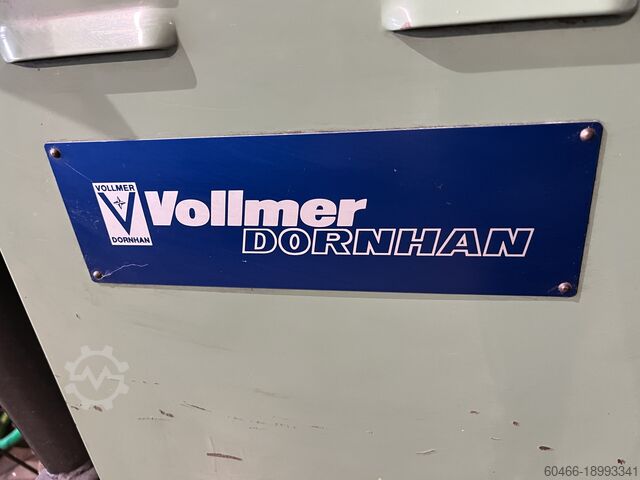 VOLLMER
DORNHAN
Vollmer
DORNHAN
60466-18993341